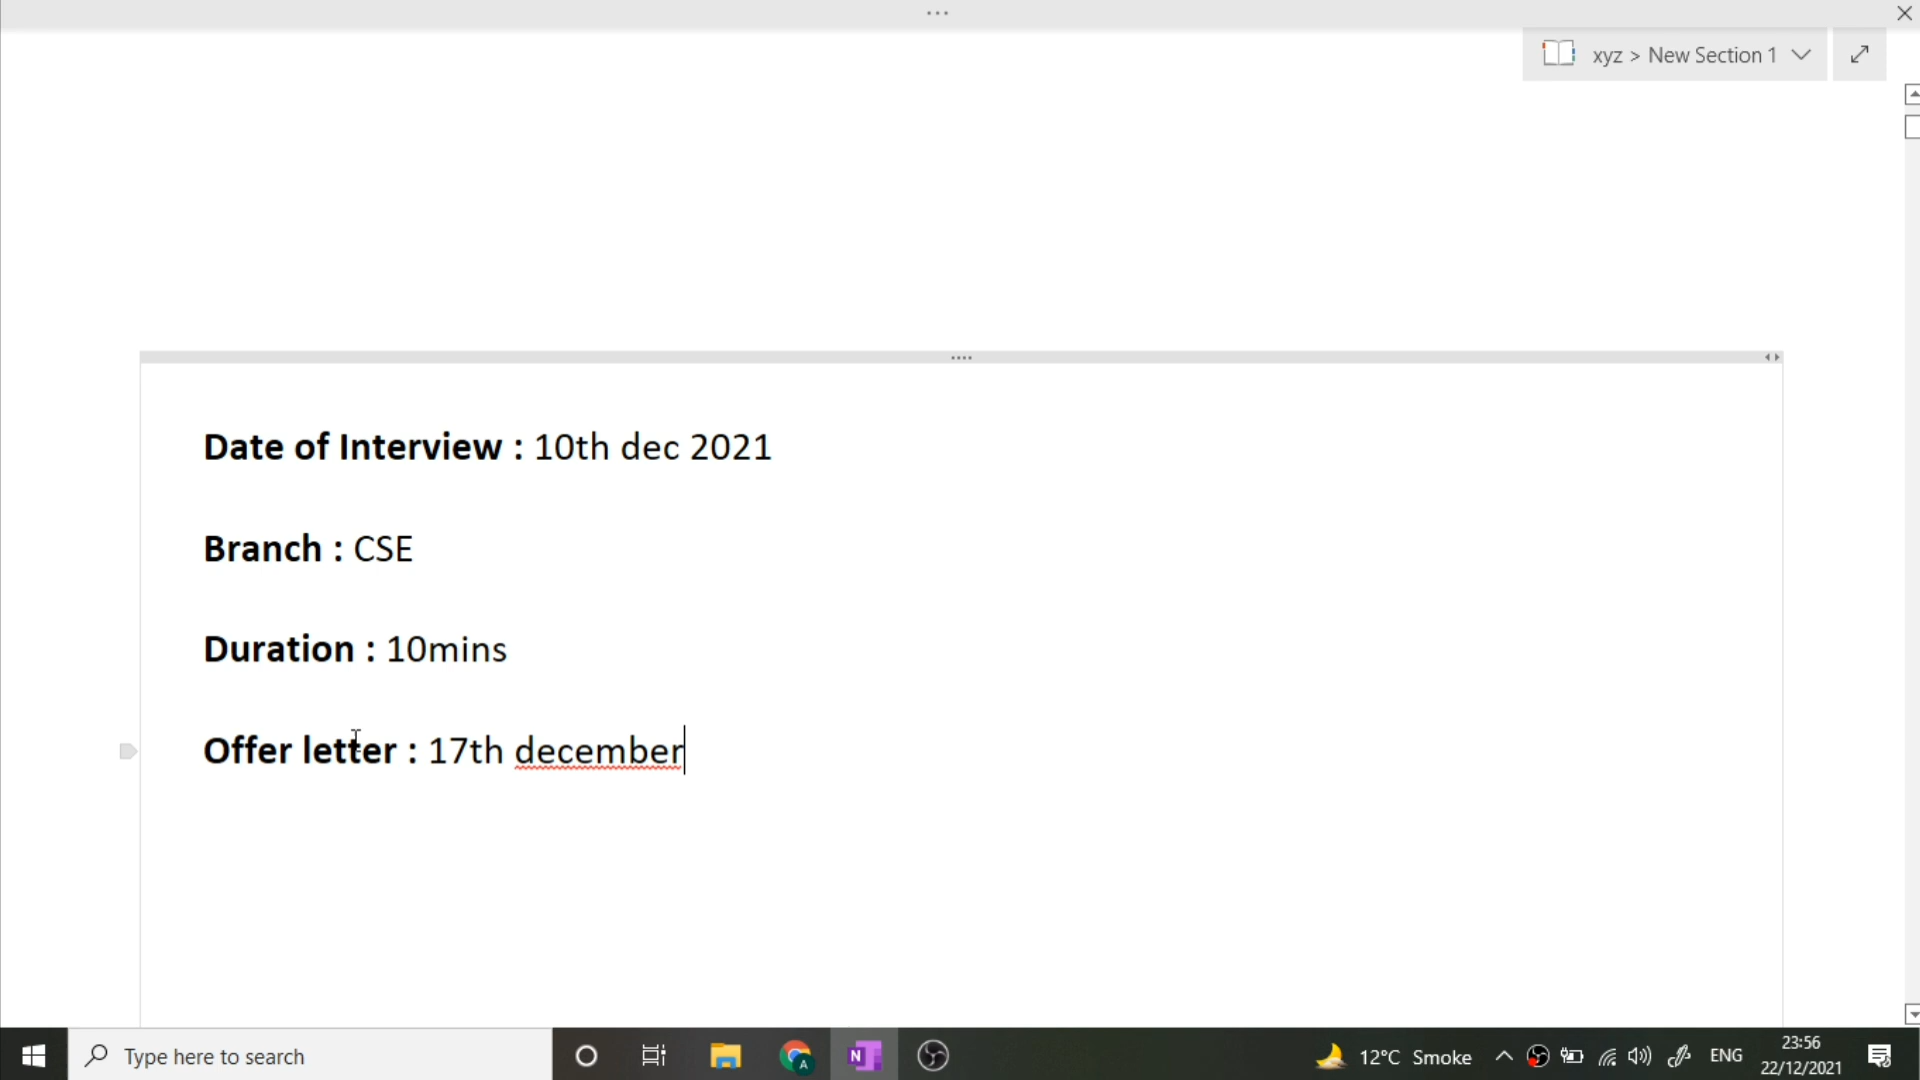 xyz > New Section 1
Date of Interview : 10th dec 2021
Branch : CSE
Duration : 10mins
Offer letter : 17th december
Type here to search
12°C Smoke
ENG
23:56
22/12/2021